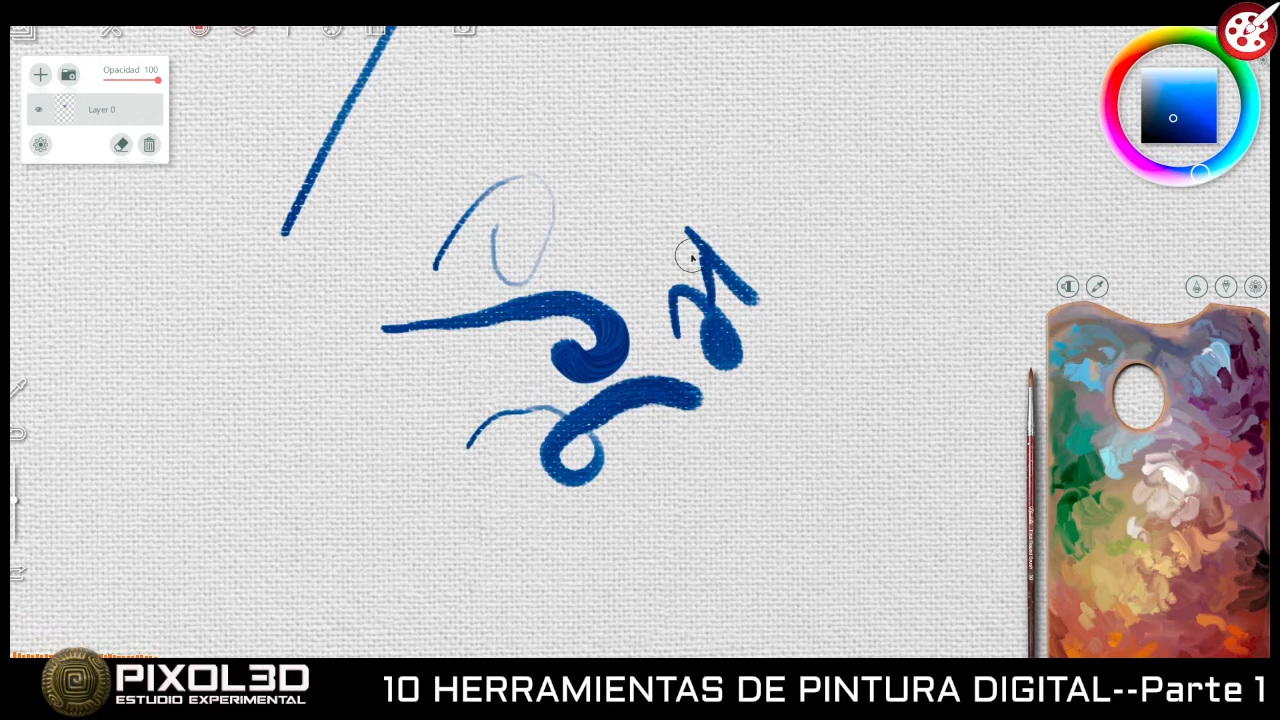 Opacidad 100
Layer 0
PIXOL3D
ESTUDIO EXPERIMENTAL
10 HERRAMIENTAS DE PINTURA DIGITAL--Parte 1